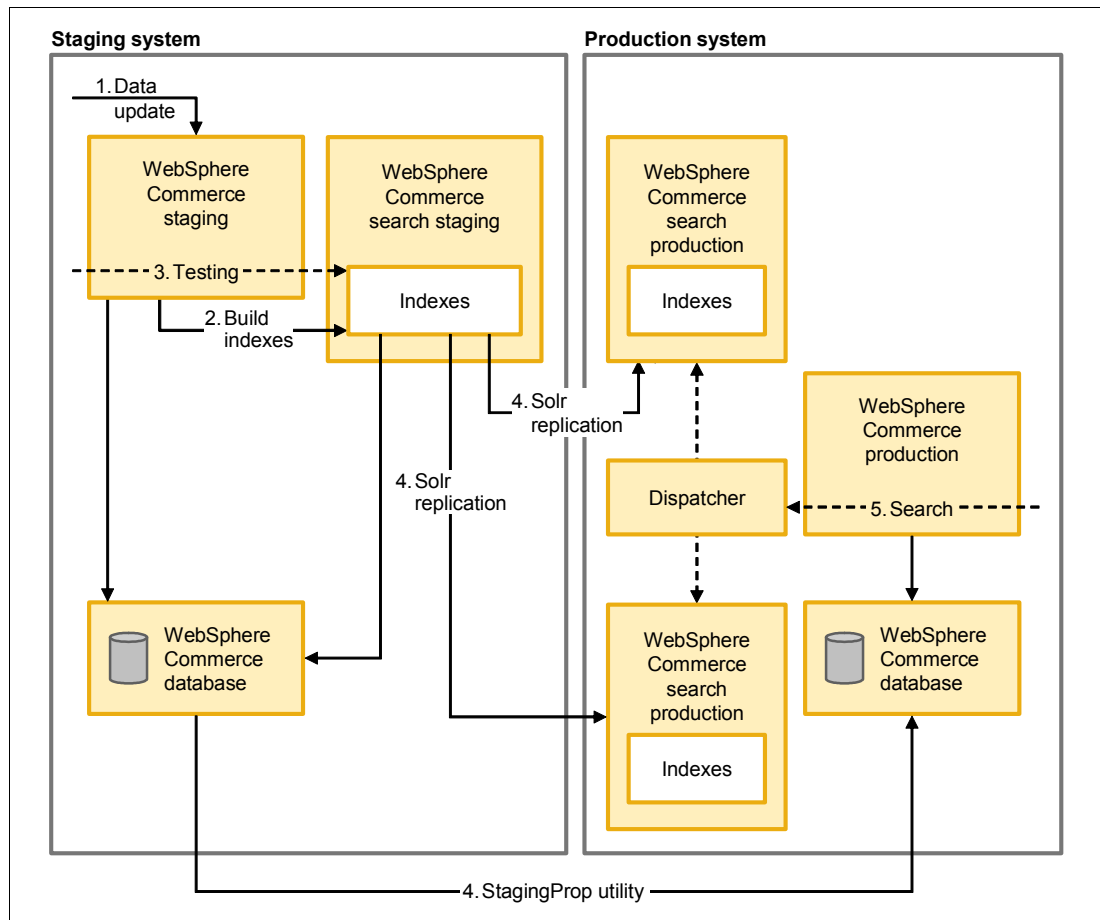 Staging system
Production system
1. Data
update
WebSphere
Commerce
staging
WebSphere
Commerce
search staging
WebSphere
Commerce
search
production
3. Testing
Indexes
Indexes
2. Build
indexes
4. Solr
replication
WebSphere
Commerce
production
4. Solr
replication
Dispatcher
5. Search
WebSphere
Commerce
database
WebSphere
Commerce
search
production
WebSphere
Commerce
database
Indexes
4. StagingProp utility